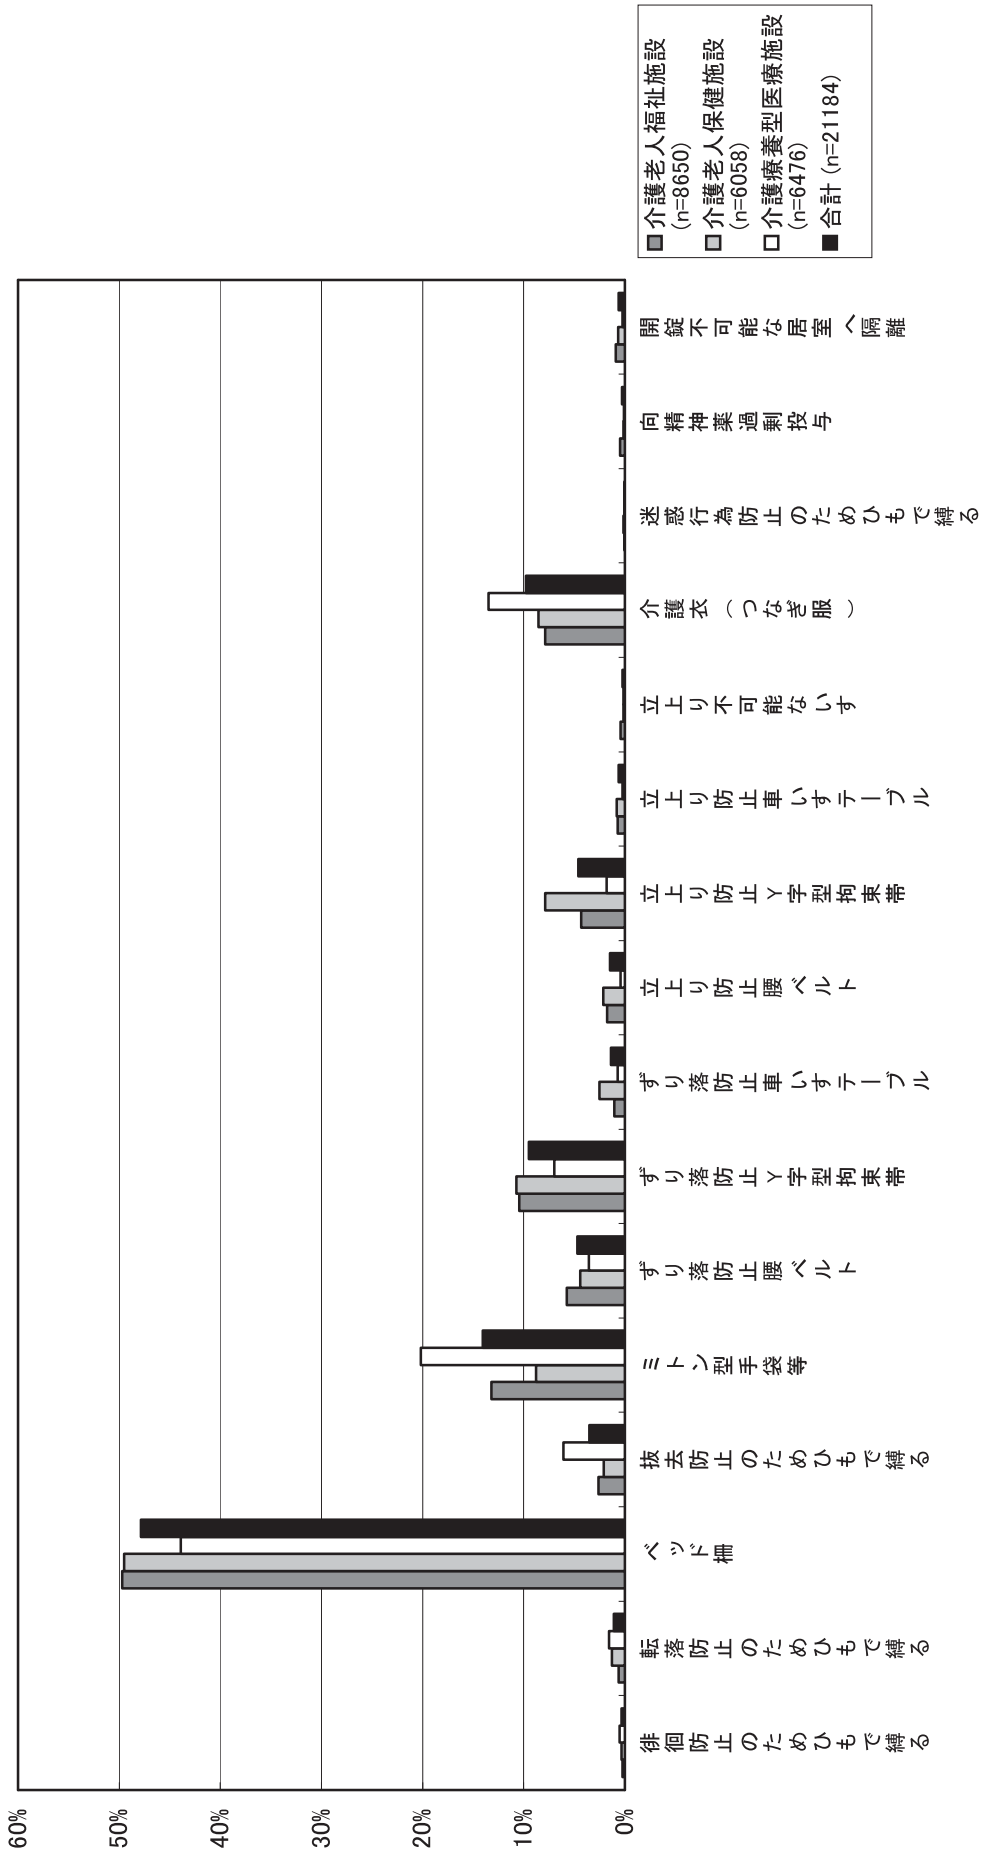 60%
50%
40%
30%
20%
10%
0%
徘徊防止のためひもで縛る
転落防止のためひもで縛る
ベッド柵
抜去防止のためひもで縛る
ミトン型手袋等
ずり落防止腰ベルト
ずり落防止Y字型拘束帯
ずり落防止車いすテーブル
立上り防止腰ベルト
立上り防止Y字型拘束帯
立上り防止車いすテーブル
立上り不可能ないす
介護衣（つなぎ服）
迷惑行為防止のためひもで縛る
向精神薬過剰投与
開錠不可能な居室へ隔離
介護老人福祉施設
(n=8650)
介護老人保健施設
(n=6058)
介護療養型医療施設
(n=6476)
合計 (n=21184)